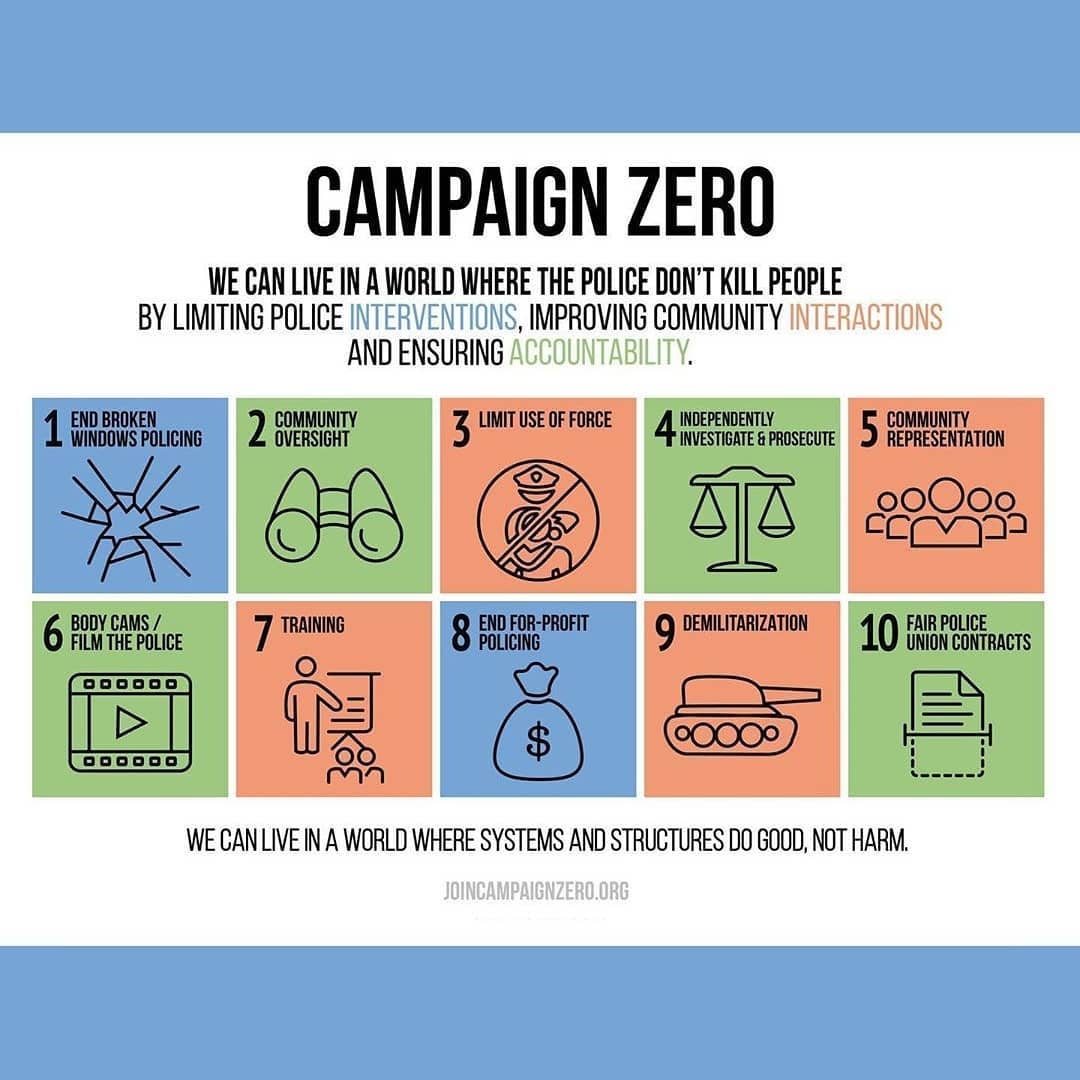 CAMPAIGN ZERO
WE CAN LIVE IN A WORLD WHERE THE POLICE DON'T KILL PEOPLE
BY LIMITING POLICE INTERVENTIONS, IMPROVING COMMUNITY INTERACTIONS
AND ENSURING ACCOUNTABILITY.
1 END BROKEN
WINDOWS POLICING
2 COMMUNITY
OVERSIGHT
3 LIMIT USE OF FORCE
4 INDEPENDENTLY
INVESTIGATE & PROSECUTE
5 COMMUNITY
REPRESENTATION
6 BODY CAMS /
FILM THE POLICE
7 TRAINING
8 END FOR-PROFIT
POLICING
$
9 DEMILITARIZATION
10 FAIR POLICE
UNION CONTRACTS
WE CAN LIVE IN A WORLD WHERE SYSTEMS AND STRUCTURES DO GOOD, NOT HARM.
JOINCAMPAIGNZERO.ORG